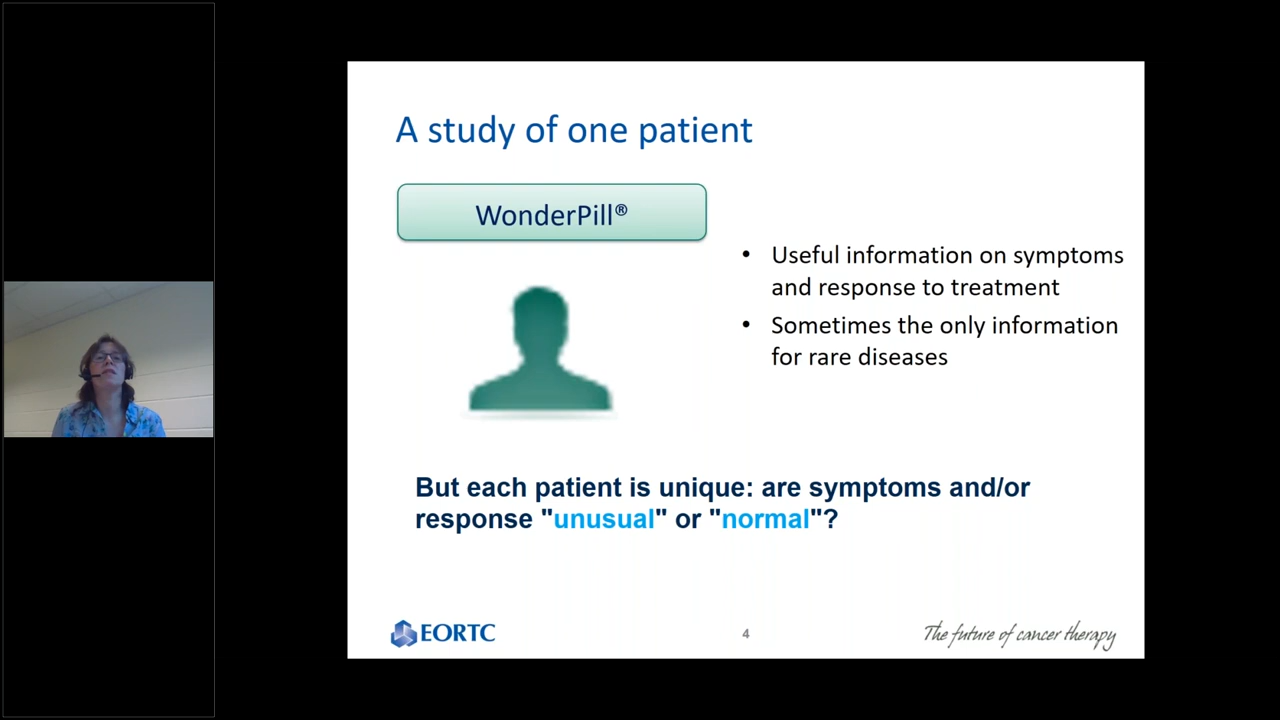 A study of one patient
WonderPill®
• Useful information on symptoms
and response to treatment
• Sometimes the only information
for rare diseases
But each patient is unique: are symptoms and/or
response "unusual" or "normal"?
EORTC
4
The future of cancer therapy